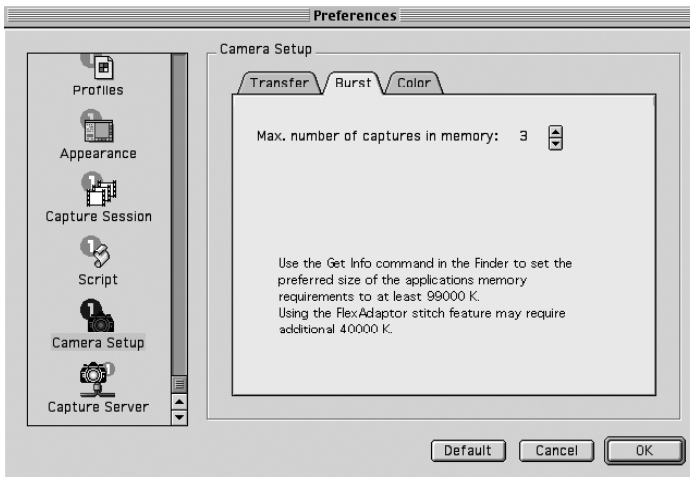 Preferences
Profiles
Appearance
Capture Session
Script
Camera Setup
Capture Server
Camera Setup
Transfer
Burst
Color
Max. number of captures in memory: 3
Use the Get Info command in the Finder to set the
preferred size of the applications memory
requirements to at least 99000 K.
Using the FlexAdaptor stitch feature may require
additional 40000 K.
Default
Cancel
OK